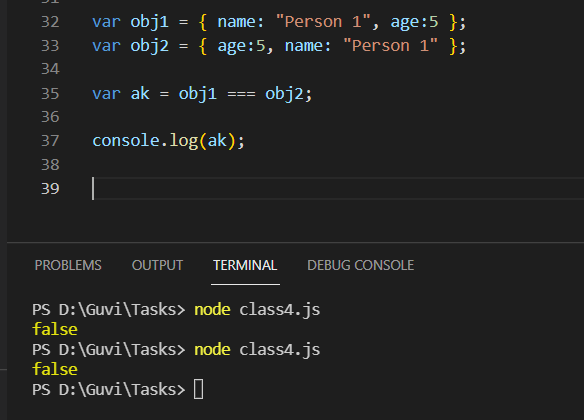 32 var obj1 = { name: "Person 1", age:5 };
33 var obj2 = { age:5, name: "Person 1" };
34
35 var ak = obj1 === obj2;
36
37 console.log(ak);
38
39
PROBLEMS OUTPUT TERMINAL DEBUG CONSOLE
PS D:\Guvi\Tasks> node class4.js
false
PS D:\Guvi\Tasks> node class4.js
false
PS D:\Guvi\Tasks>